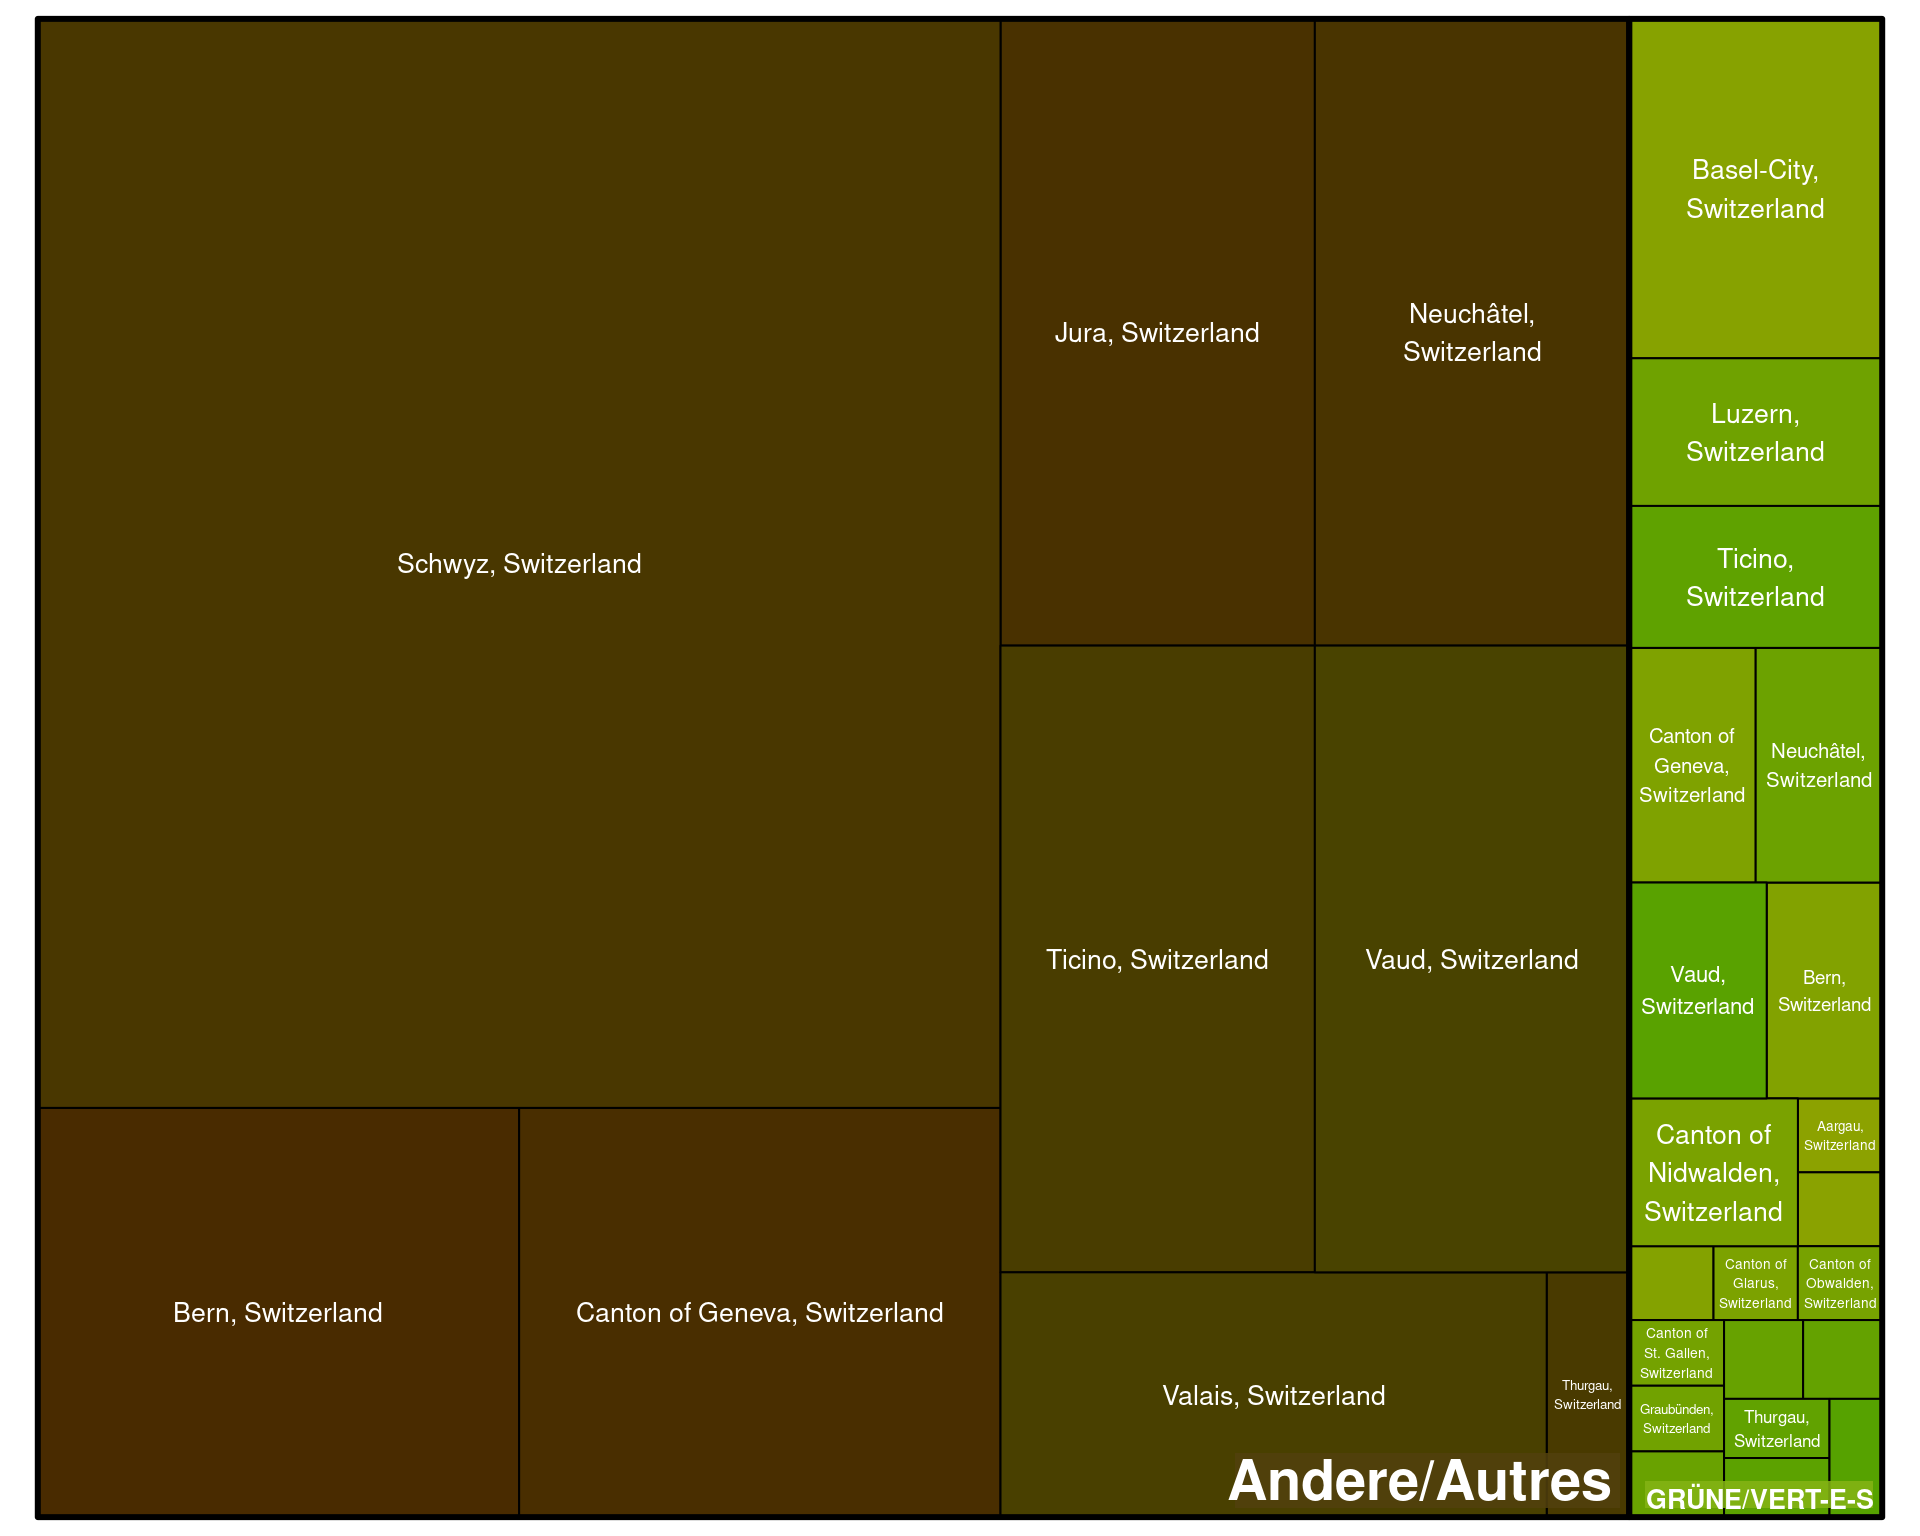 Schwyz, Switzerland
Bern, Switzerland
Canton of Geneva, Switzerland
Jura, Switzerland
Neuchâtel,
Switzerland
Ticino, Switzerland
Vaud, Switzerland
Valais, Switzerland
Thurgau,
Switzerland
Andere/Autres
Basel-City,
Switzerland
Luzern,
Switzerland
Ticino,
Switzerland
Canton of
Geneva,
Switzerland
Neuchâtel,
Switzerland
Vaud,
Switzerland
Bern,
Switzerland
Canton of
Nidwalden,
Switzerland
Aargau,
Switzerland
Canton of
Glarus,
Switzerland
Canton of
Obwalden,
Switzerland
Canton of
St. Gallen,
Switzerland
Graubünden,
Switzerland
Thurgau,
Switzerland
GRÜNE/VERT-E-S